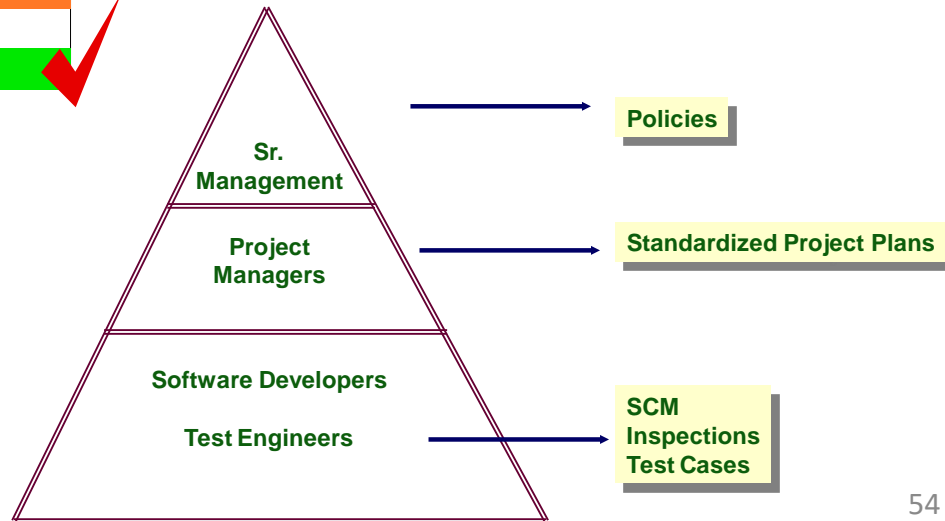 Sr.
Management
Policies
Project
Managers
Standardized Project Plans
Software Developers
Test Engineers
SCM
Inspections
Test Cases
54